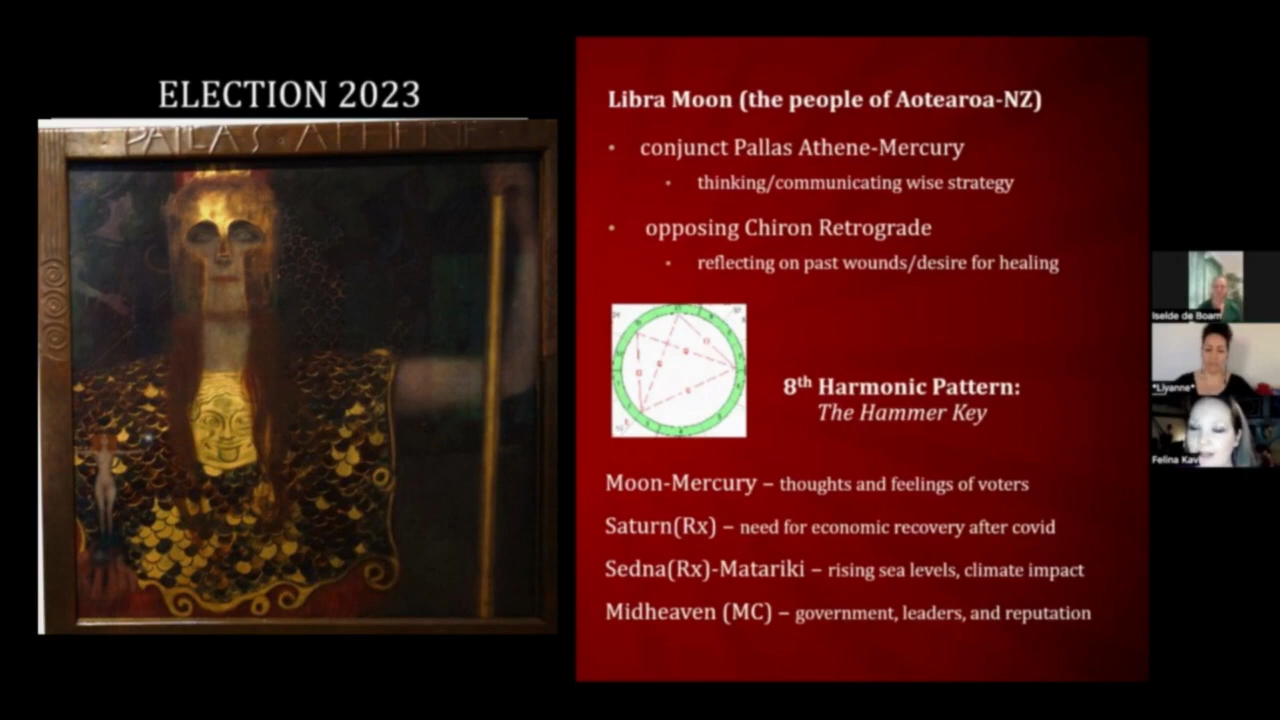 ELECTION 2023
PALLAS · ATHENE
Libra Moon (the people of Aotearoa-NZ)
• conjunct Pallas Athene-Mercury
• thinking/communicating wise strategy
• opposing Chiron Retrograde
• reflecting on past wounds/desire for healing
8th Harmonic Pattern:
The Hammer Key
Moon-Mercury – thoughts and feelings of voters
Saturn(Rx) – need for economic recovery after covid
Sedna(Rx)-Matariki – rising sea levels, climate impact
Midheaven (MC) – government, leaders, and reputation
Iselde de Boam
*Liyanne*
Felina